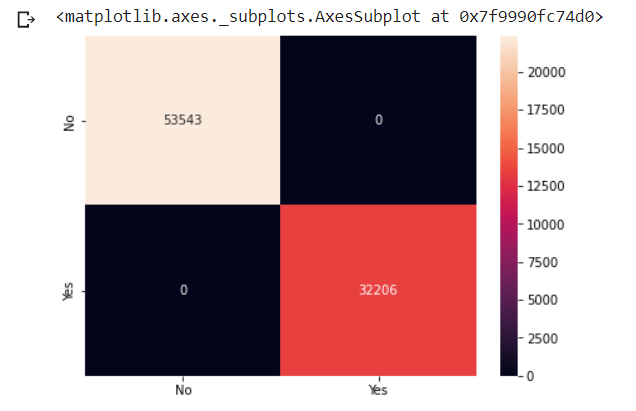 <matplotlib.axes._subplots.AxesSubplot at 0x7f9990fc74d0>
No
53543
0
Yes
0
32206
No
Yes
20000
17500
15000
12500
10000
7500
5000
2500
0